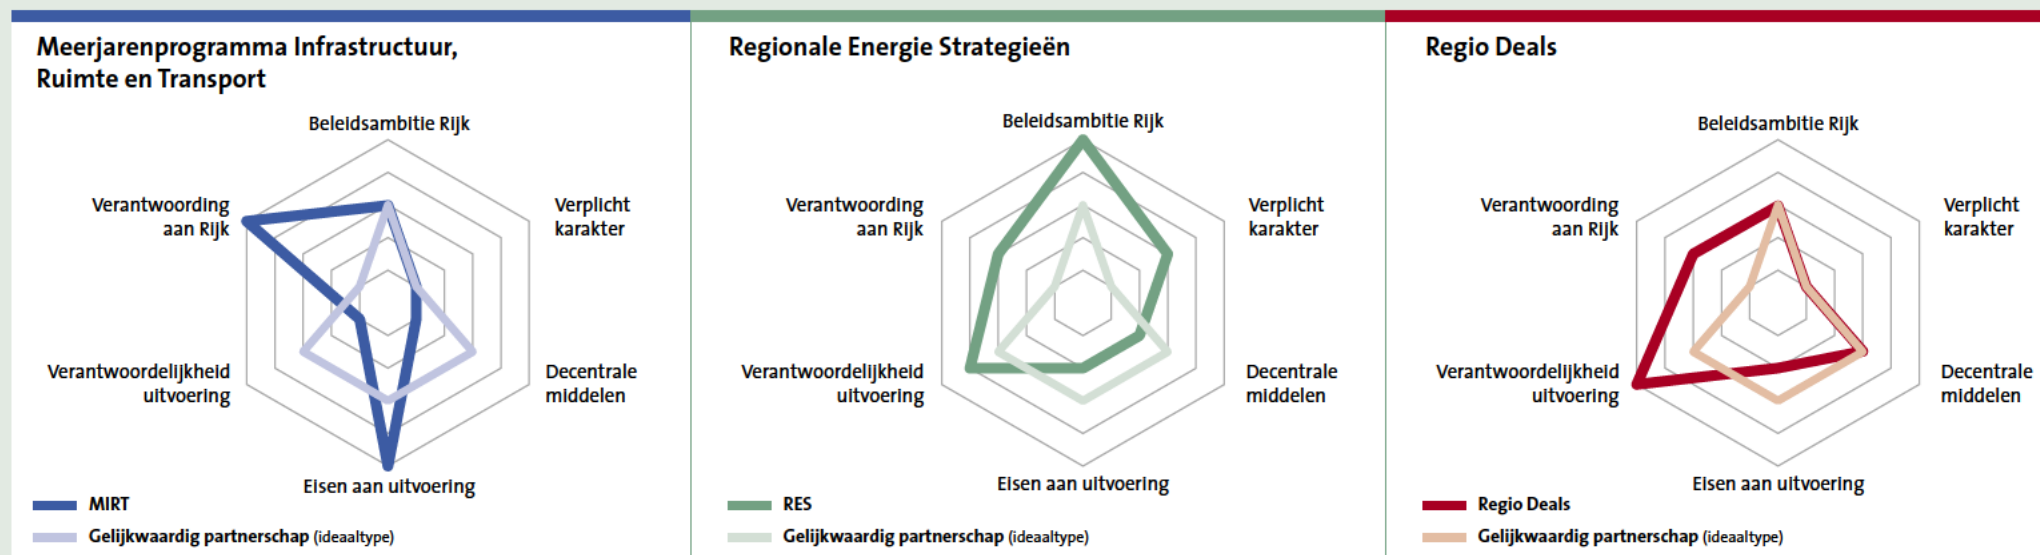 Meerjarenprogramma Infrastructuur,
Ruimte en Transport
Beleidsambitie Rijk
Verantwoording
aan Rijk
Verplicht
karakter
Verantwoordelijkheid
uitvoering
Decentrale
middelen
Eisen aan uitvoering
MIRT
Gelijkwaardig partnerschap (ideaaltype)
Regionale Energie Strategieën
Beleidsambitie Rijk
Verantwoording
aan Rijk
Verplicht
karakter
Verantwoordelijkheid
uitvoering
Decentrale
middelen
Eisen aan uitvoering
RES
Gelijkwaardig partnerschap (ideaaltype)
Regio Deals
Beleidsambitie Rijk
Verantwoording
aan Rijk
Verplicht
karakter
Verantwoordelijkheid
uitvoering
Decentrale
middelen
Eisen aan uitvoering
Regio Deals
Gelijkwaardig partnerschap (ideaaltype)